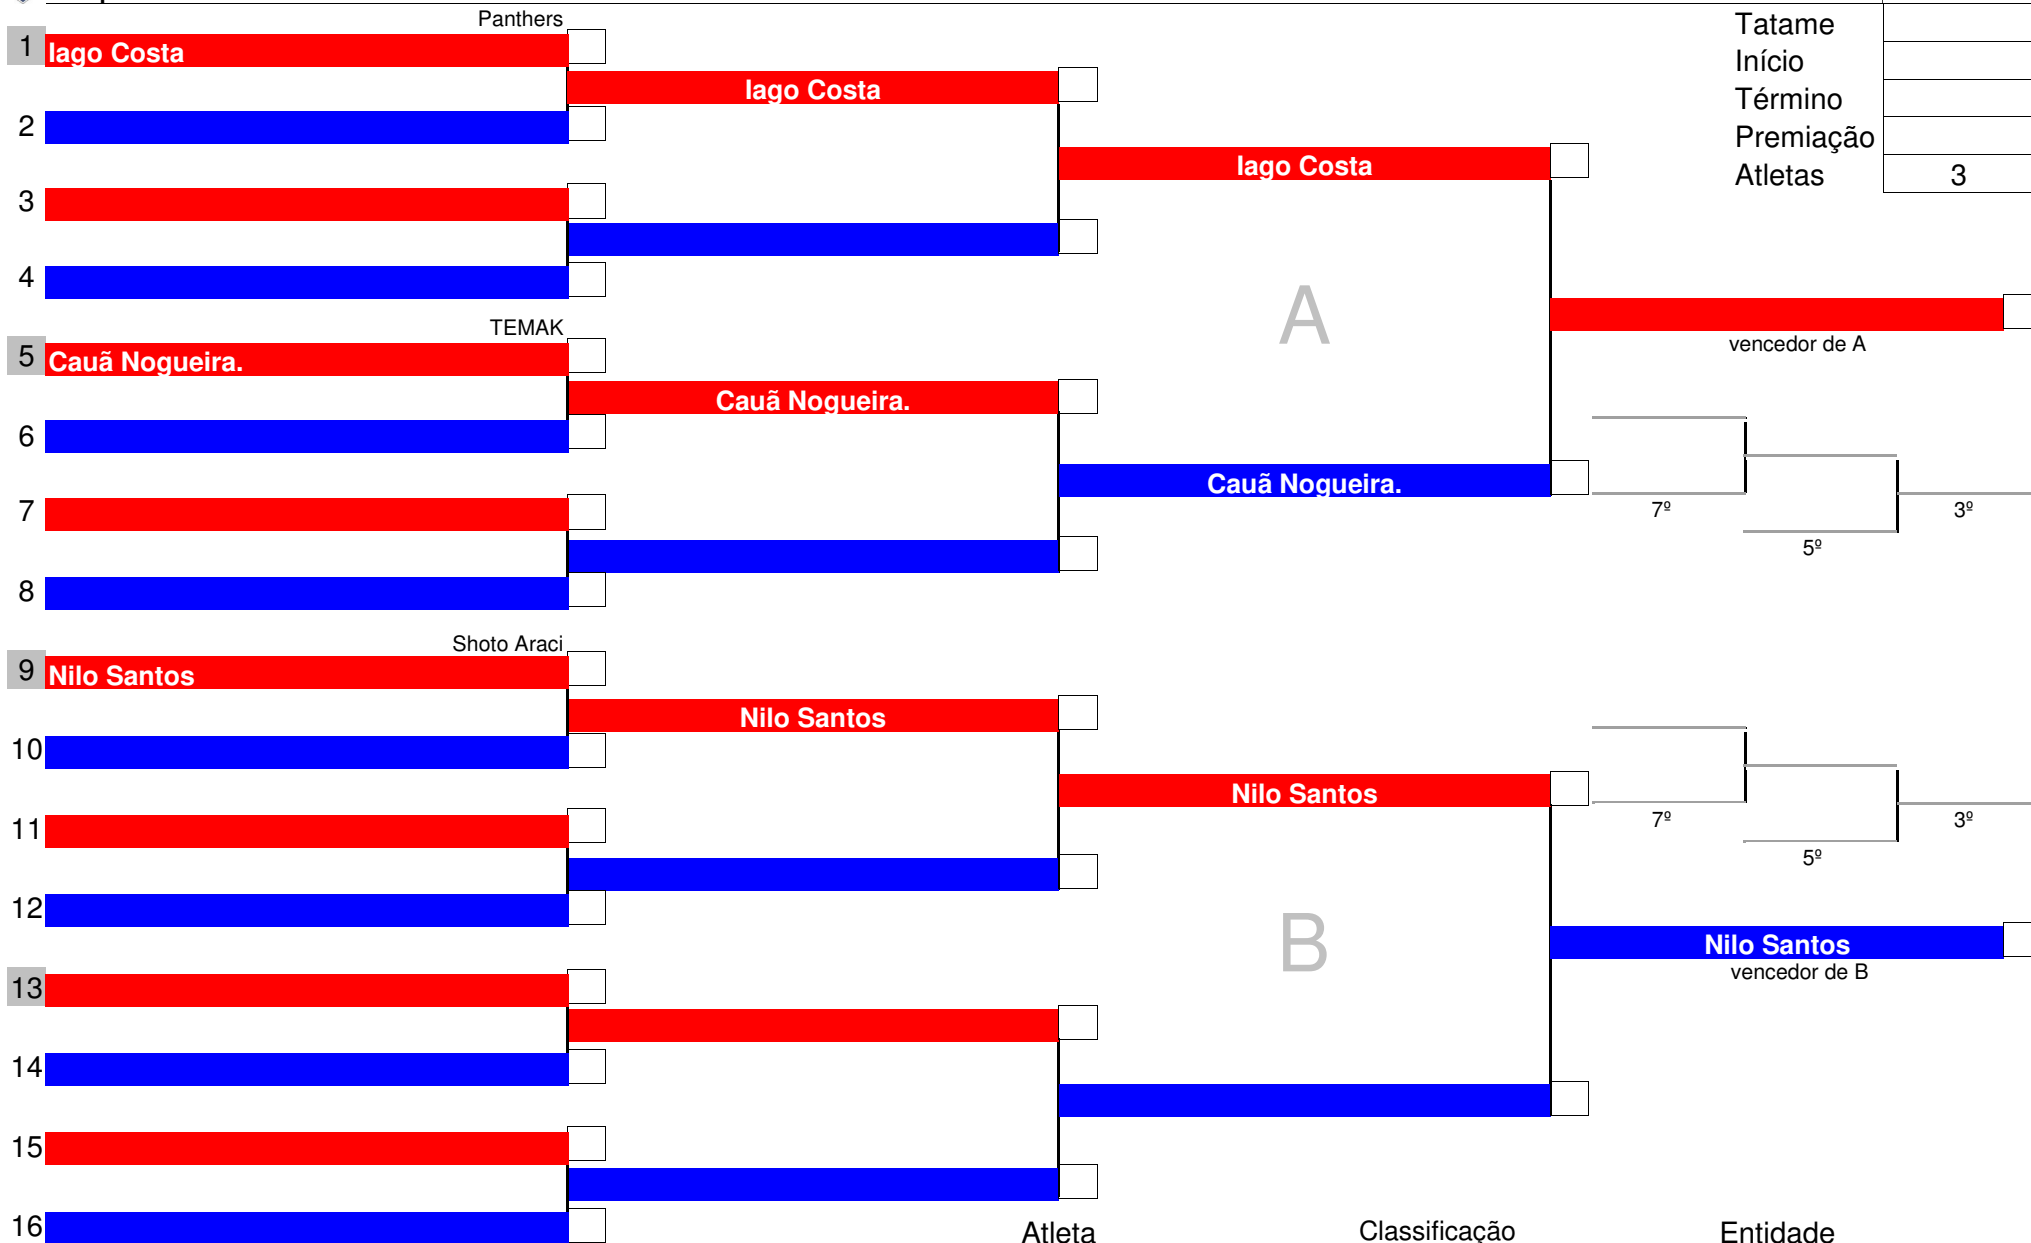 Panthers
1 Iago Costa
Iago Costa
2
Iago Costa
3
4
Tatame
Início
Término
Premiação
Atletas 3
A
vencedor de A
TEMAK
5 Cauã Nogueira.
Cauã Nogueira.
6
Cauã Nogueira.
7
8
7º
3º
5º
Shoto Araci
9 Nilo Santos
Nilo Santos
10
Nilo Santos
11
12
7º
3º
5º
B
Nilo Santos
vencedor de B
13
14
15
16
Atleta Classificação Entidade